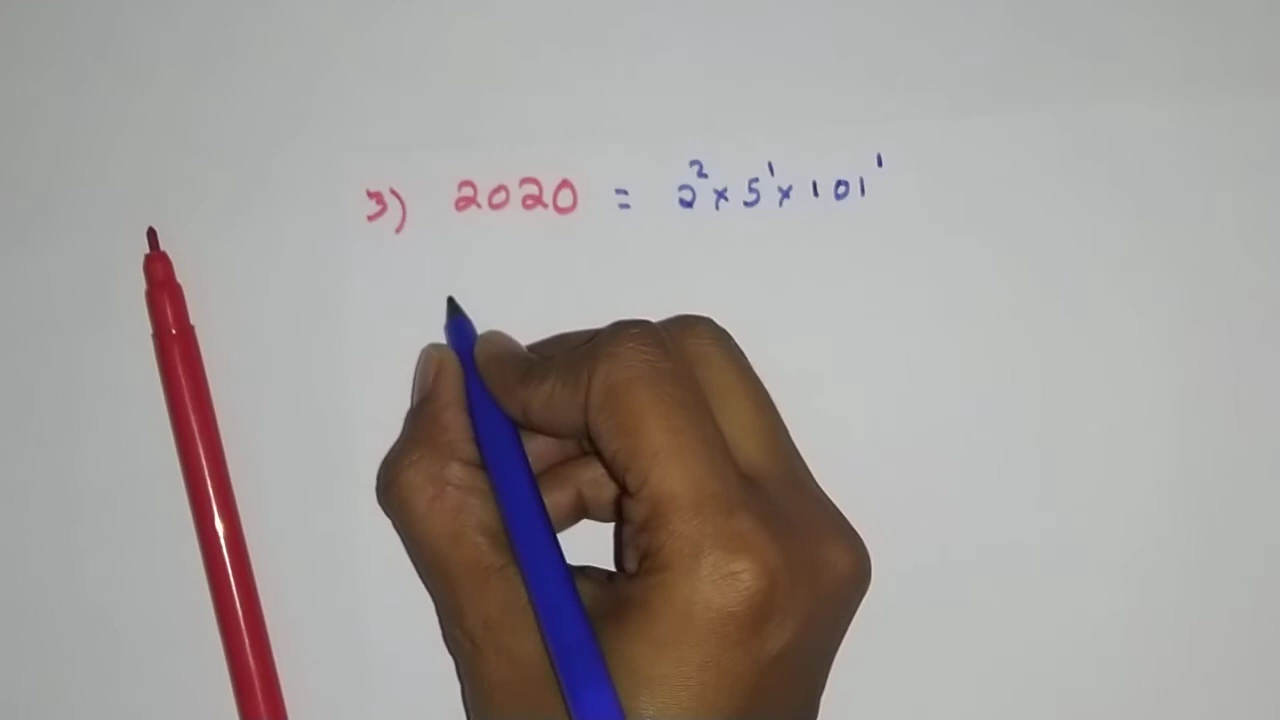 3) 2020 = 2² × 5¹ × 101¹